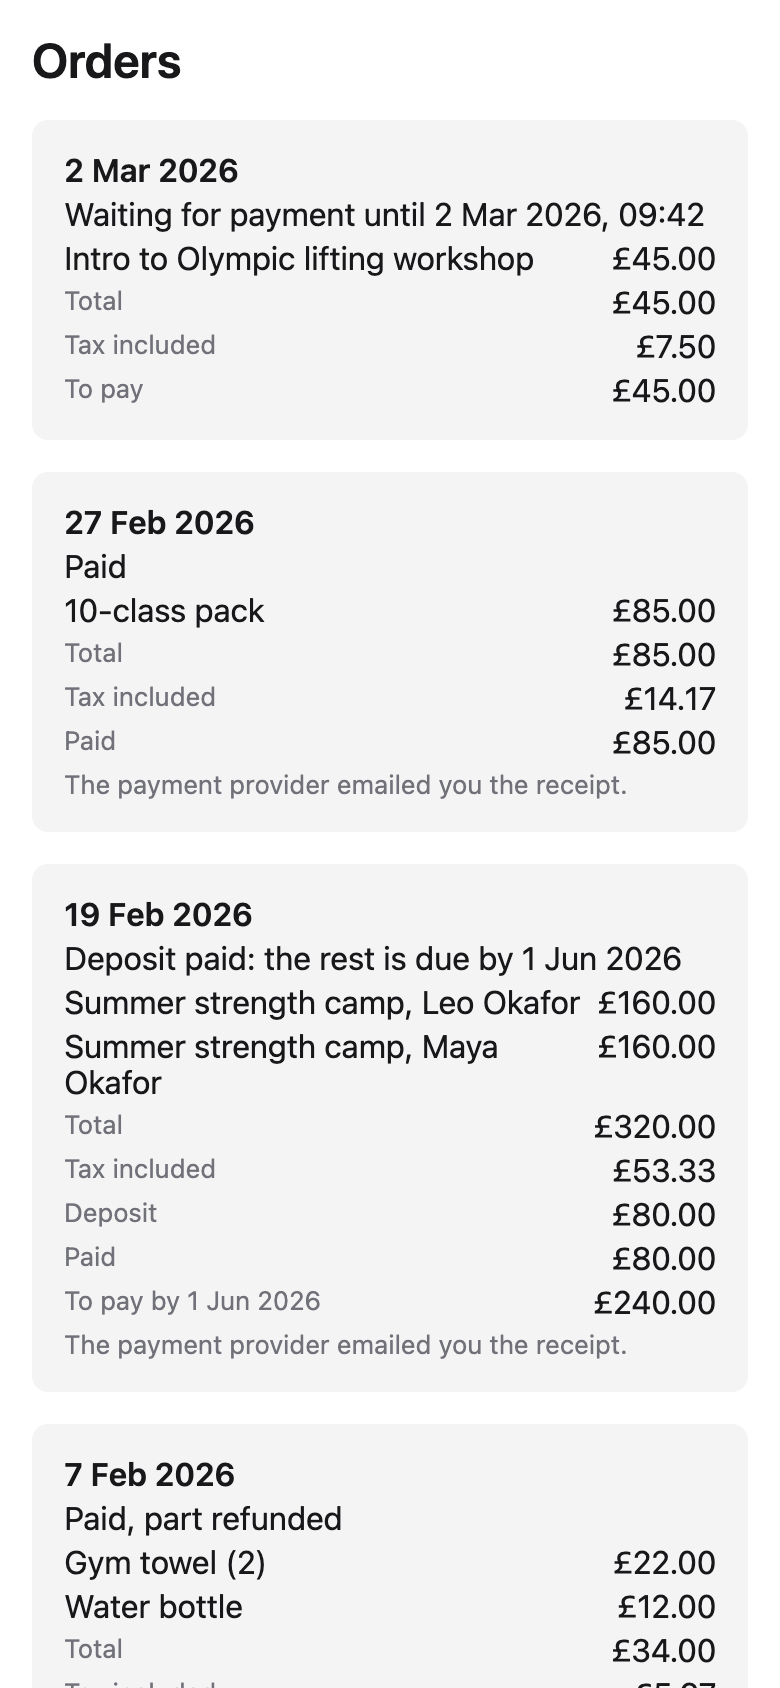 Orders
2 Mar 2026
Waiting for payment until 2 Mar 2026, 09:42
Intro to Olympic lifting workshop £45.00
Total £45.00
Tax included £7.50
To pay £45.00
27 Feb 2026
Paid
10-class pack £85.00
Total £85.00
Tax included £14.17
Paid £85.00
The payment provider emailed you the receipt.
19 Feb 2026
Deposit paid: the rest is due by 1 Jun 2026
Summer strength camp, Leo Okafor £160.00
Summer strength camp, Maya £160.00
Okafor
Total £320.00
Tax included £53.33
Deposit £80.00
Paid £80.00
To pay by 1 Jun 2026 £240.00
The payment provider emailed you the receipt.
7 Feb 2026
Paid, part refunded
Gym towel (2) £22.00
Water bottle £12.00
Total £34.00